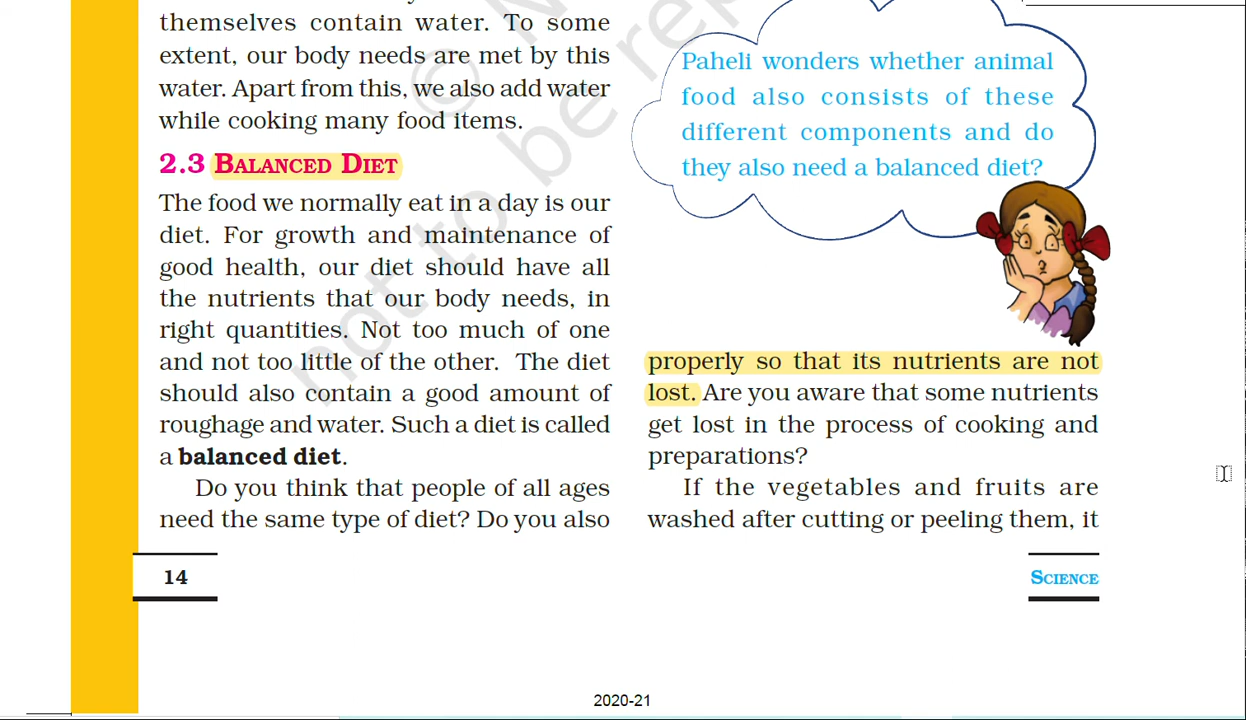 themselves contain water. To some
extent, our body needs are met by this
water. Apart from this, we also add water
while cooking many food items.
2.3 BALANCED DIET
The food we normally eat in a day is our
diet. For growth and maintenance of
good health, our diet should have all
the nutrients that our body needs, in
right quantities. Not too much of one
and not too little of the other. The diet
should also contain a good amount of
roughage and water. Such a diet is called
a balanced diet.
Do you think that people of all ages
need the same type of diet? Do you also
14
Paheli wonders whether animal
food also consists of these
different components and do
they also need a balanced diet?
properly so that its nutrients are not
lost. Are you aware that some nutrients
get lost in the process of cooking and
preparations?
If the vegetables and fruits are
washed after cutting or peeling them, it
SCIENCE
2020-21
not to be rep
© N